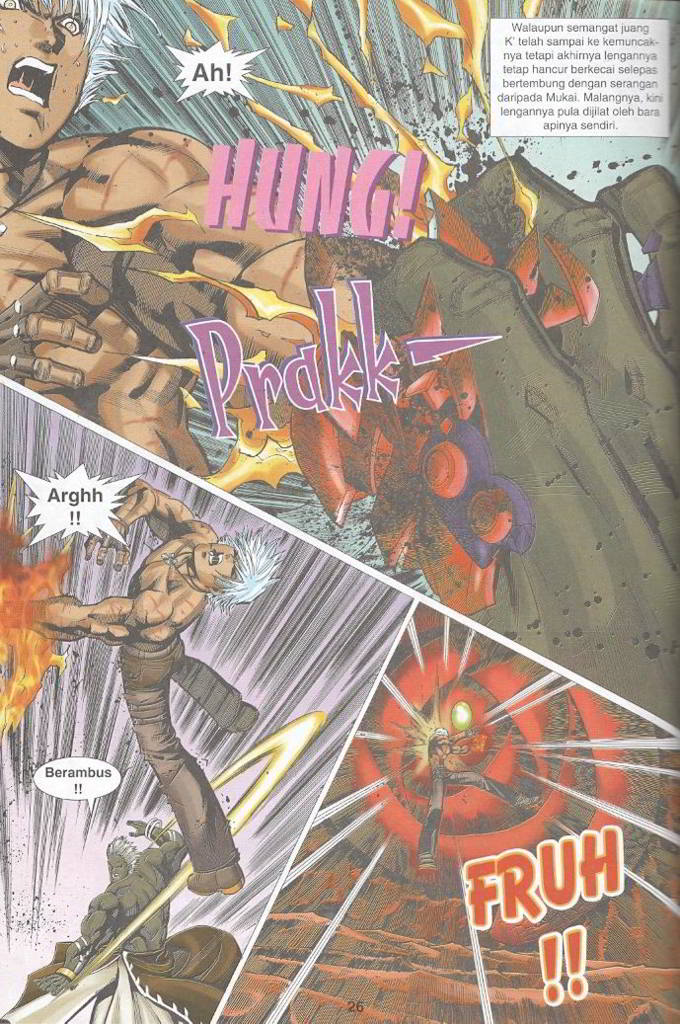 Walaupun semangat juang
K' telah sampai ke kemuncak-
nya tetapi akhirnya lengannya
tetap hancur berkecai selepas
bertembung dengan serangan
daripada Mukai. Malangnya, kini
lengannya pula dijilat oleh bara
apinya sendiri.
Ah!
HUNG!
Prakk-
Arghh
!!
Berambus
!!
FRUH
!!
26